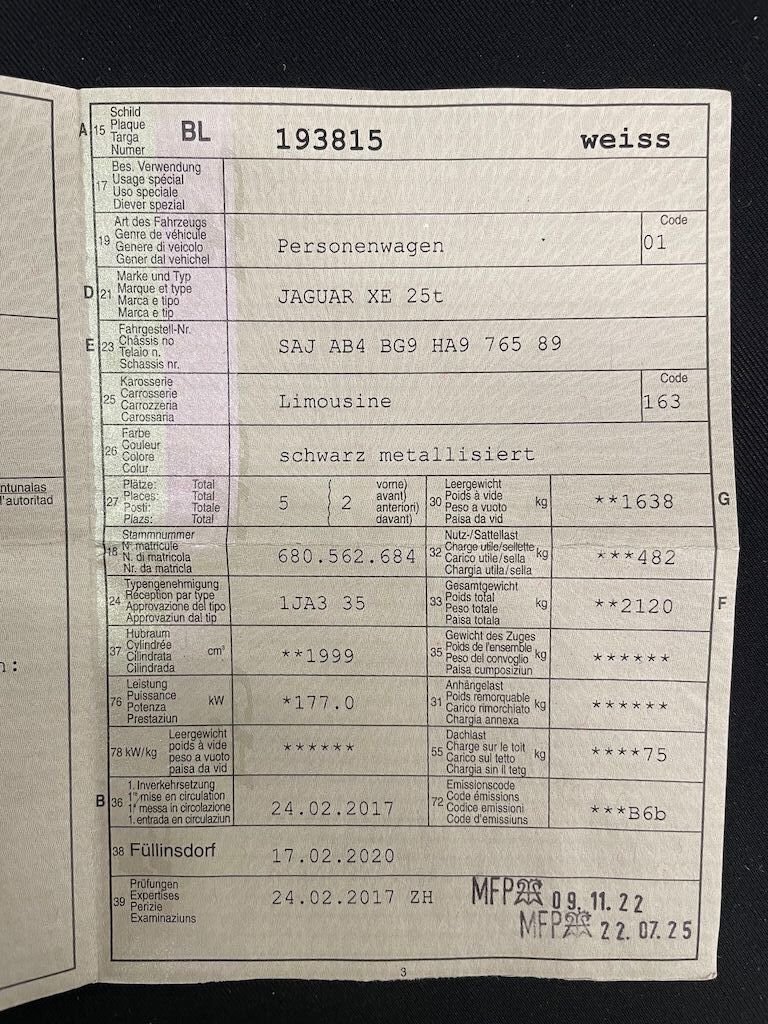 ntunalas
l'autoritad
n:
A 15 Schild
Plaque
Targa
Numer
BL 193815 weiss
17 Bes. Verwendung
Usage spécial
Uso speciale
Diever spezial
19 Art des Fahrzeugs
Genre de véhicule
Genere di veicolo
Gener dal vehichel
Personenwagen
Code
01
D 21 Marke und Typ
Marque et type
Marca e tipo
Marca e tip
JAGUAR XE 25t
E 23 Fahrgestell-Nr.
Châssis no
Telaio n.
Schassis nr.
SAJ AB4 BG9 HA9 765 89
25 Karosserie
Carrosserie
Carrozzeria
Carossaria
Limousine
Code
163
26 Farbe
Couleur
Colore
Colur
schwarz metallisiert
27 Plätze: Total
Places: Total
Posti: Totale
Plazs: Total
5 2
vorne)
avant)
anteriori)
davant)
30 Leergewicht
Poids à vide
Peso a vuoto
Paisa da vid
kg
**1638 G
18 Stammnummer
N° matricule
N. di matricola
Nr. da matricla
680.562.684
32 Nutz-/Sattellast
Charge utile/sellette
Carico utile/sella
Chargia utila/sella
kg
***482
24 Typengenehmigung
Réception par type
Approvazione del tipo
Approvaziun dal tip
1JA3 35
33 Gesamtgewicht
Poids total
Peso totale
Paisa totala
kg
**2120 F
37 Hubraum
Cylindrée
Cilindrata
Cilindrada
cm³
**1999
35 Gewicht des Zuges
Poids de l'ensemble
Peso del convoglio
Paisa cumposiziun
kg
******
76 Leistung
Puissance
Potenza
Prestaziun
kW
*177.0
31 Anhängelast
Poids remorquable
Carico rimorchiato
Chargia annexa
kg
******
78 kW/kg
Leergewicht
poids à vide
peso a vuoto
paisa da vid
******
55 Dachlast
Charge sur le toit
Carico sul tetto
Chargia sin il tetg
kg
****75
B 36 1. Inverkehrsetzung
1re mise en circulation
1a messa in circolazione
1. entrada en circulaziun
24.02.2017
72 Emissionscode
Code émissions
Codice emissioni
Code d'emissiuns
***B6b
38 Füllinsdorf 17.02.2020
39 Prüfungen
Expertises
Perizie
Examinaziuns
24.02.2017 ZH
MFP 09.11.22
MFP 22.07.25
3